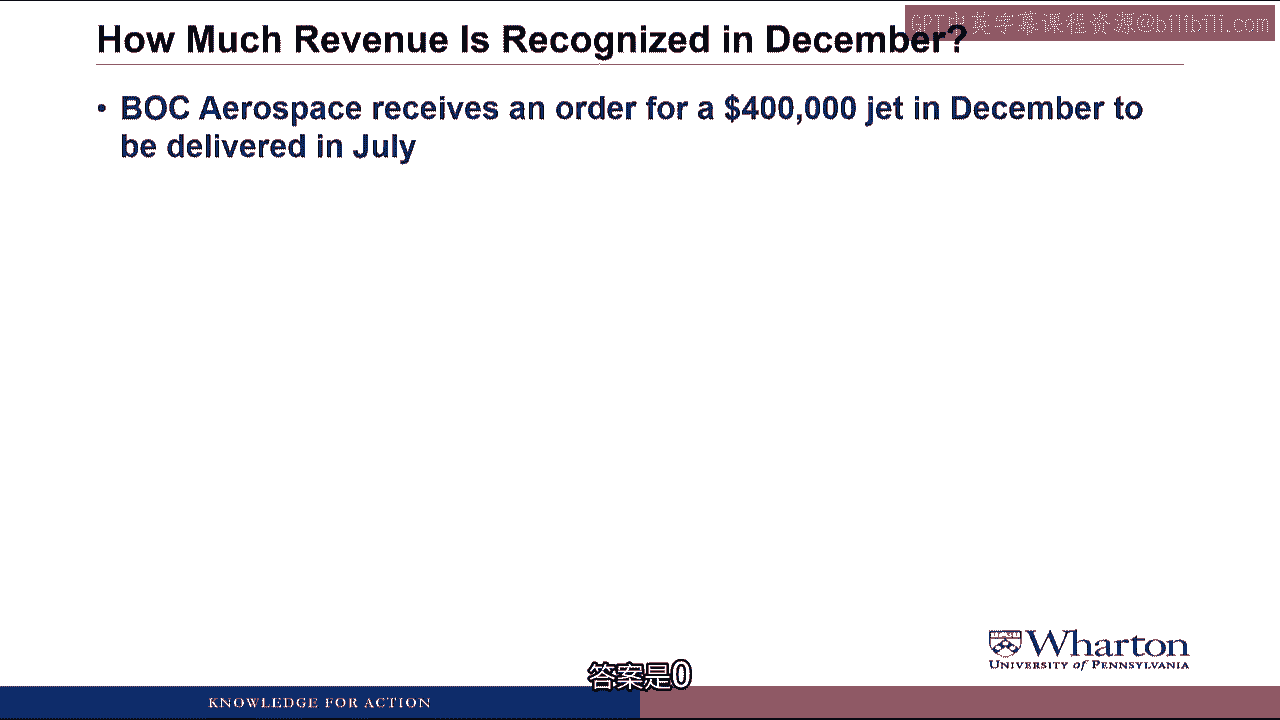 GPT中英字幕课程资源@bilibili.com
How Much Revenue Is Recognized in December?
• BOC Aerospace receives an order for a $400,000 jet in December to
be delivered in July
Wharton
UNIVERSITY of PENNSYLVANIA
答案是0
KNOWLEDGE FOR ACTION